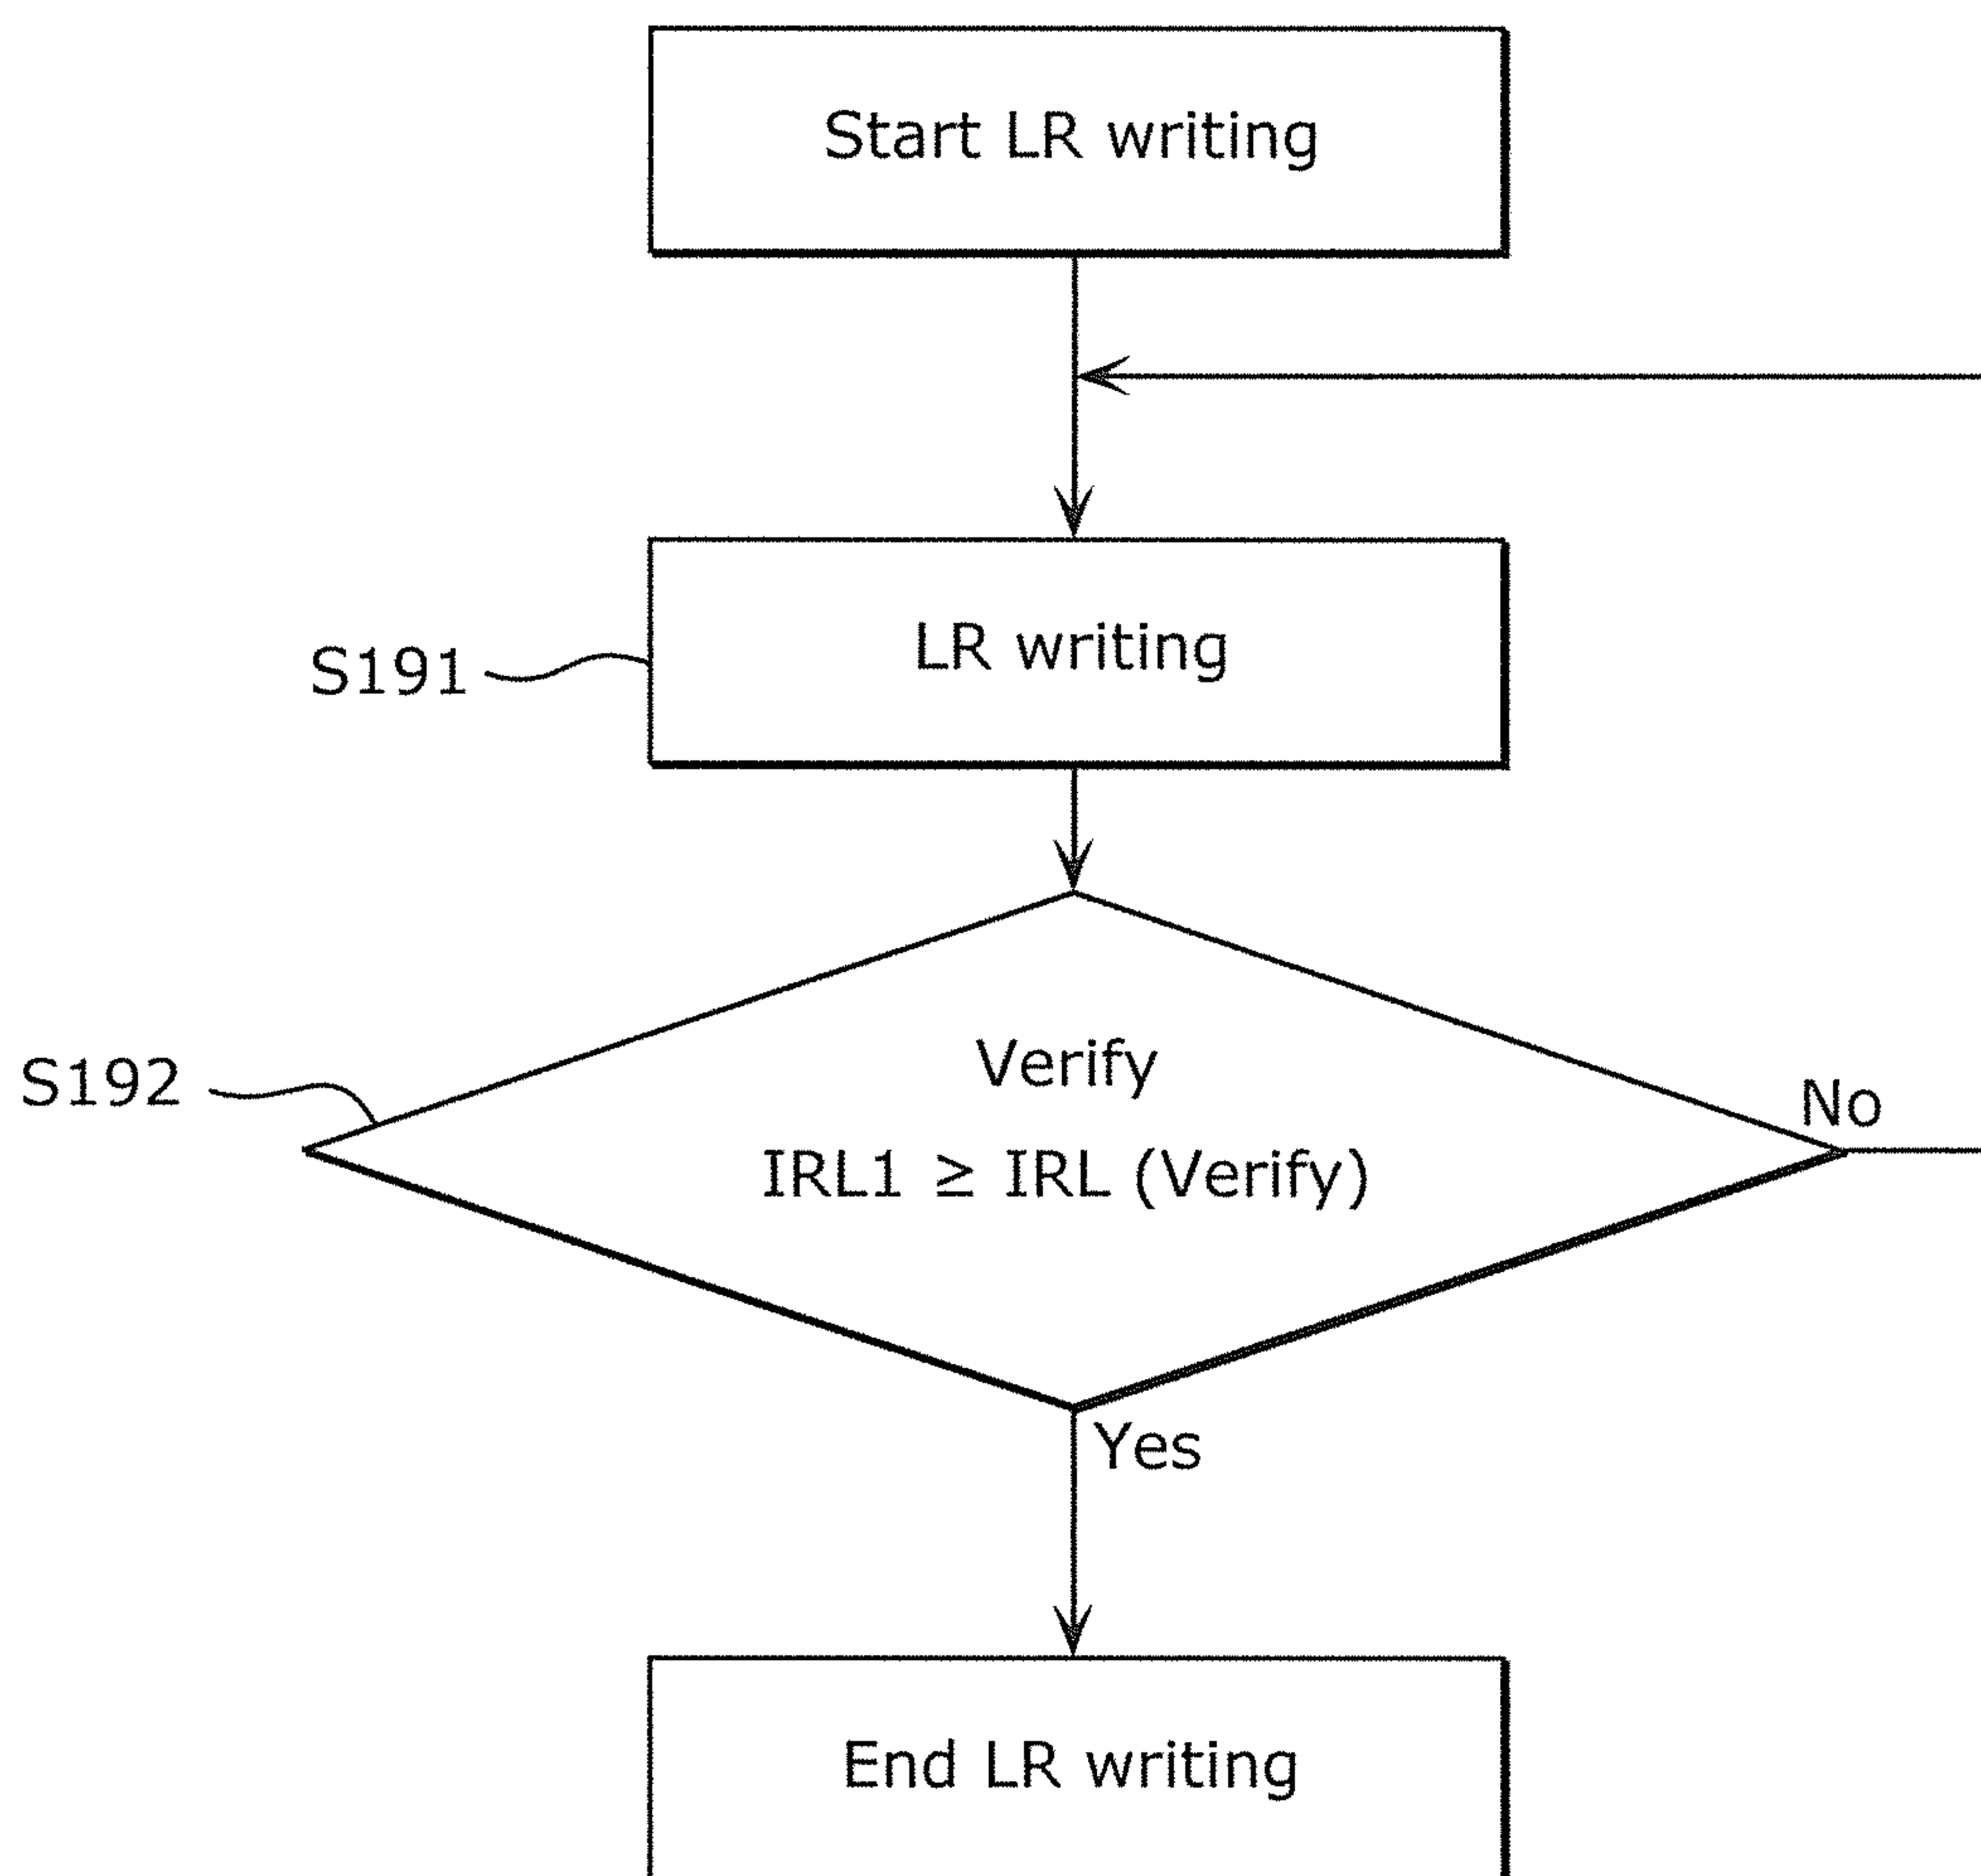 Start LR writing
LR writing
S191
Verify
S192
No
IRL1 ≥ IRL (Verify)
Yes
End LR writing